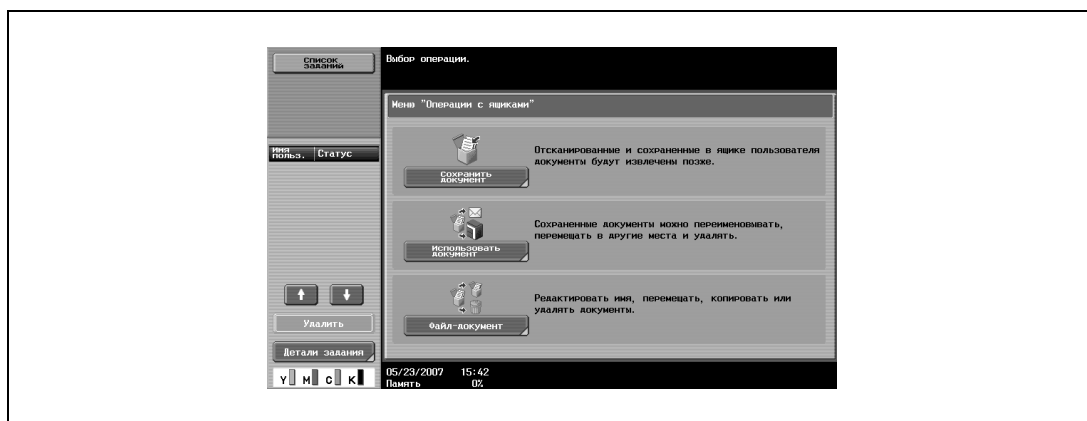 Список
заданий
Выбор операции.
Меню "Операции с ящиками"
Имя
польз.
Статус
Отсканированные и сохраненные в ящике пользователя
документы будут извлечены позже.
Сохранить
документ
Сохраненные документы можно переименовывать,
перемещать в другие места и удалять.
Использовать
документ
Редактировать имя, перемещать, копировать или
удалять документы.
Файл-документ
Удалить
Детали задания
Y M C K
05/23/2007 15:42
Память 0%